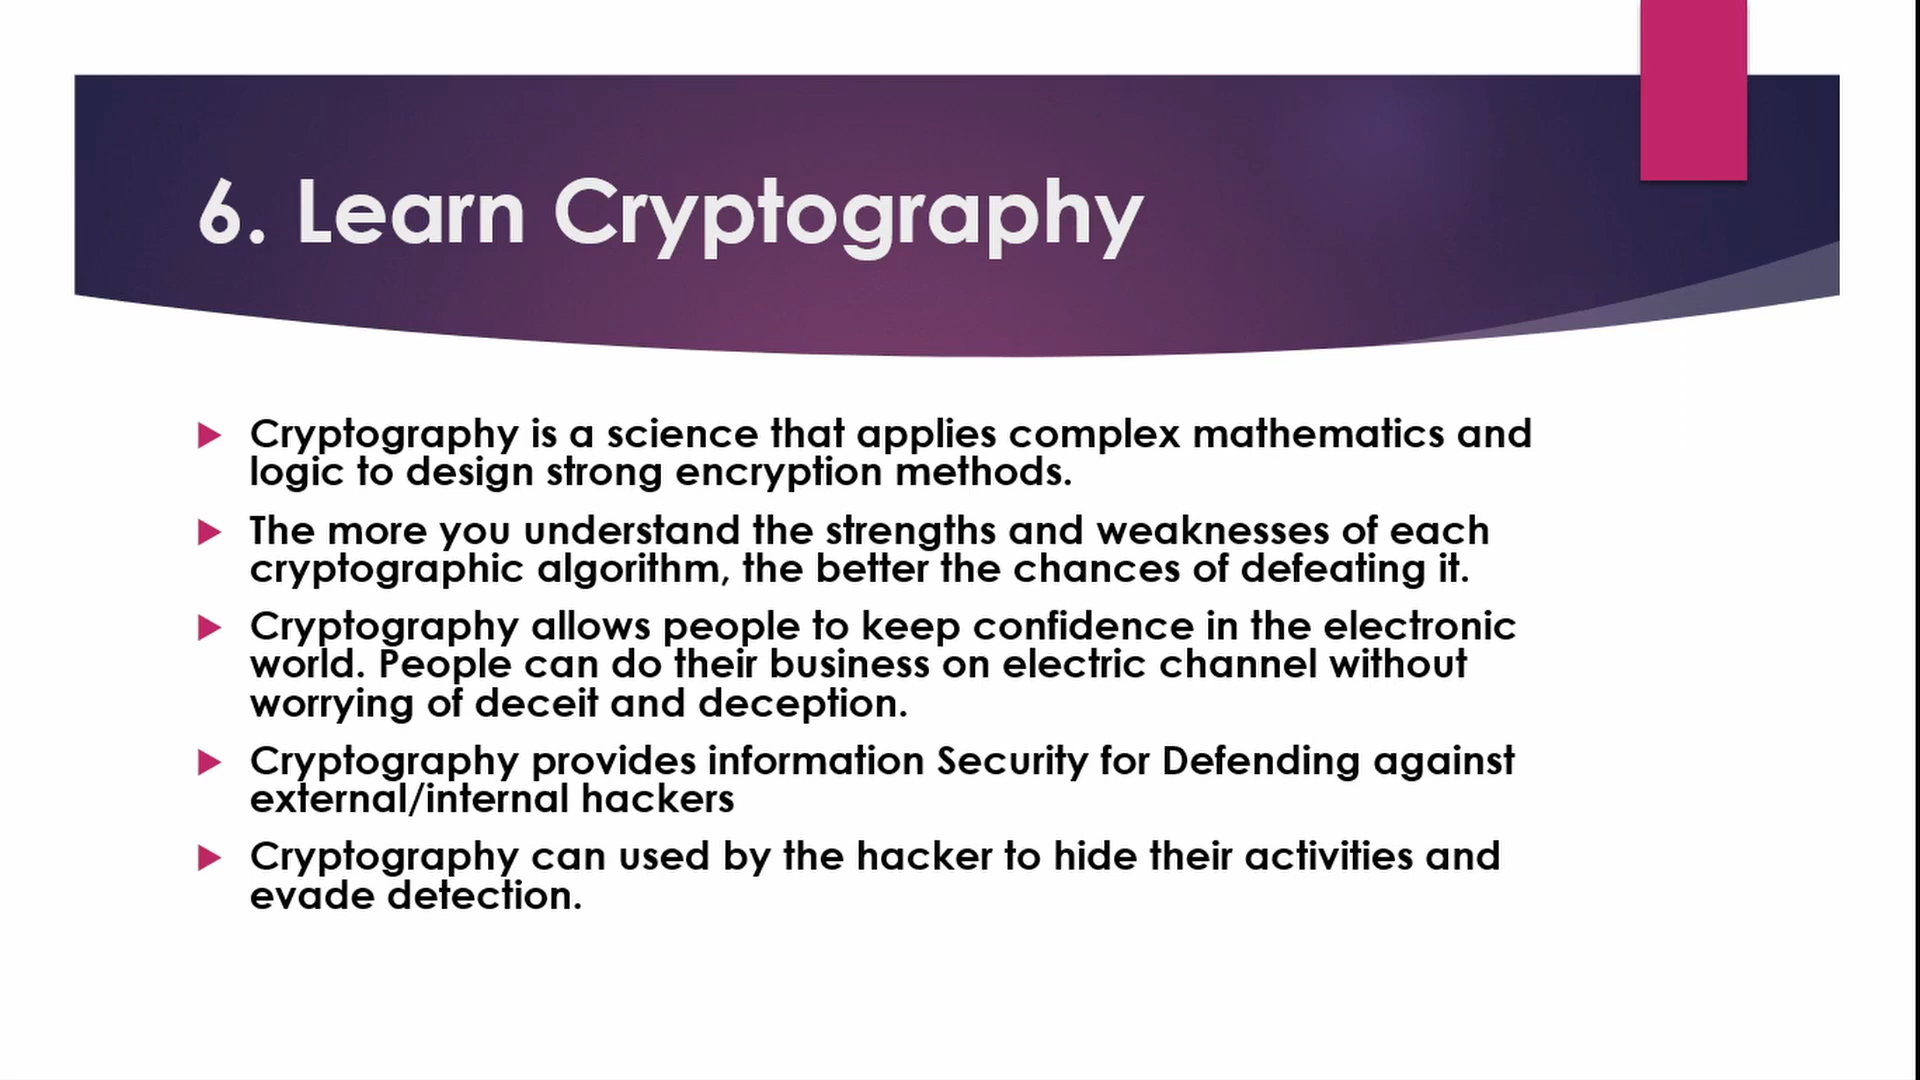 6. Learn Cryptography
Cryptography is a science that applies complex mathematics and
logic to design strong encryption methods.
The more you understand the strengths and weaknesses of each
cryptographic algorithm, the better the chances of defeating it.
Cryptography allows people to keep confidence in the electronic
world. People can do their business on electric channel without
worrying of deceit and deception.
Cryptography provides information Security for Defending against
external/internal hackers
Cryptography can used by the hacker to hide their activities and
evade detection.